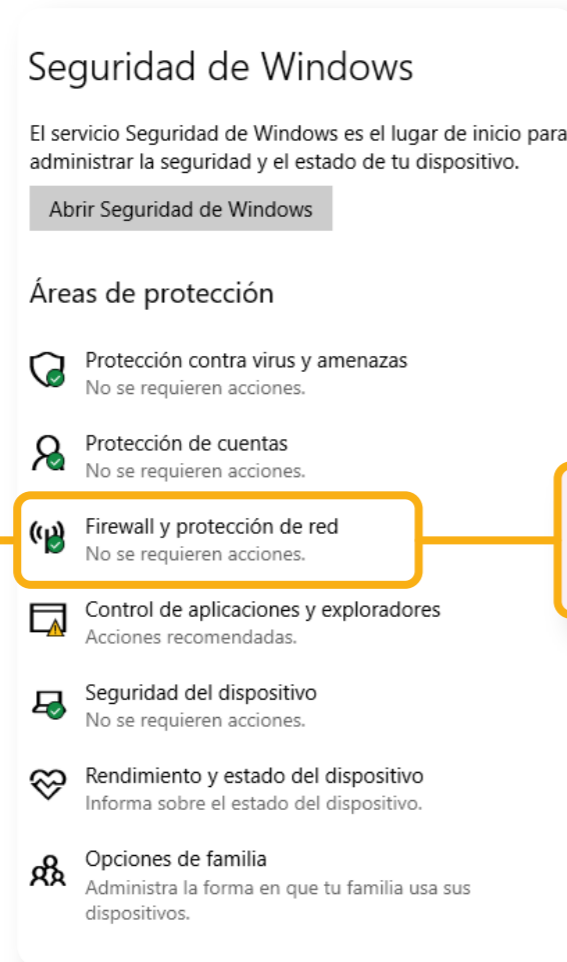 Seguridad de Windows
El servicio Seguridad de Windows es el lugar de inicio para
administrar la seguridad y el estado de tu dispositivo.
Abrir Seguridad de Windows
Áreas de protección
Protección contra virus y amenazas
No se requieren acciones.
Protección de cuentas
No se requieren acciones.
Firewall y protección de red
No se requieren acciones.
Control de aplicaciones y exploradores
Acciones recomendadas.
Seguridad del dispositivo
No se requieren acciones.
Rendimiento y estado del dispositivo
Informa sobre el estado del dispositivo.
Opciones de familia
Administra la forma en que tu familia usa sus
dispositivos.